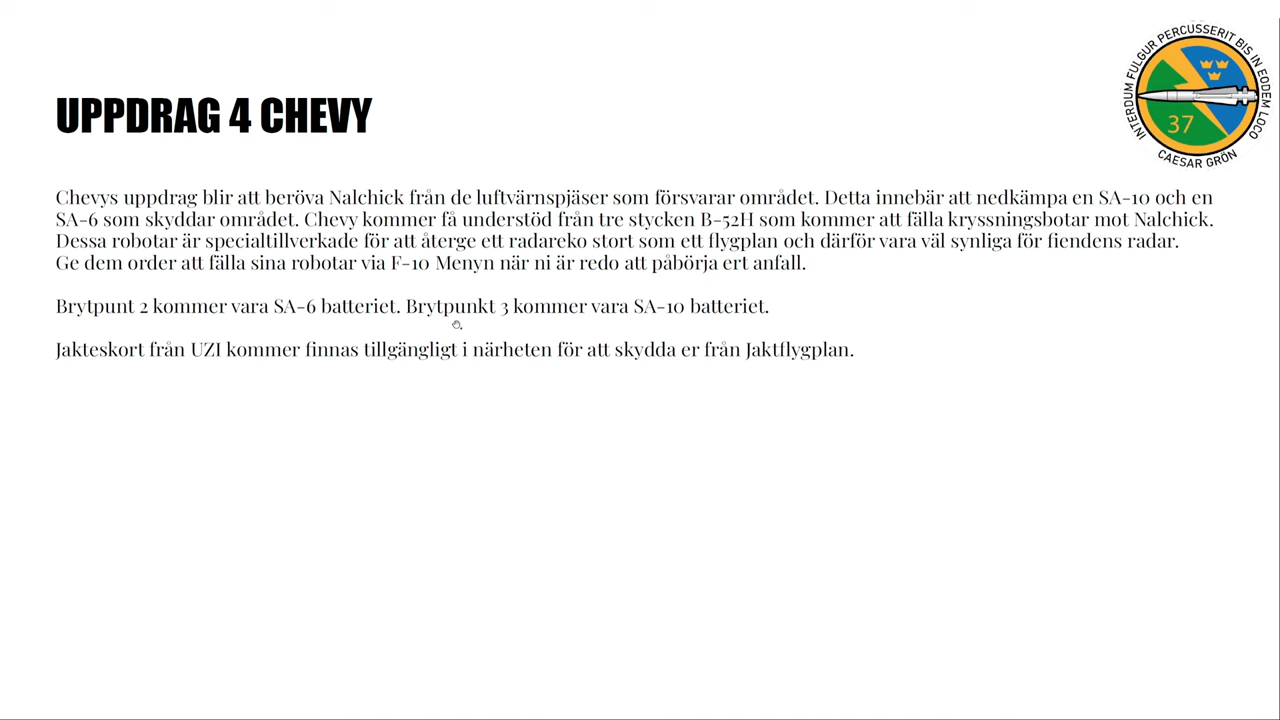 UPPDRAG 4 CHEVY
INTERDUM FULGUR PERCUSSERIT BIS IN EODEM LOCO
37
CAESAR GRÖN
Chevys uppdrag blir att beröva Nalchick från de luftvärnspjäser som försvarar området. Detta innebär att nedkämpa en SA-10 och en
SA-6 som skyddar området. Chevy kommer få understöd från tre stycken B-52H som kommer att fälla kryssningsbotar mot Nalchick.
Dessa robotar är specialtillverkade för att återge ett radareko stort som ett flygplan och därför vara väl synliga för fiendens radar.
Ge dem order att fälla sina robotar via F-10 Menyn när ni är redo att påbörja ert anfall.
Brytpunt 2 kommer vara SA-6 batteriet. Brytpunkt 3 kommer vara SA-10 batteriet.
Jakteskort från UZI kommer finnas tillgängligt i närheten för att skydda er från Jaktflygplan.